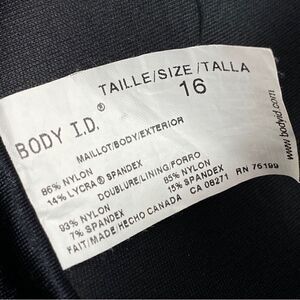 TAILLE/SIZE/TALLA
16
BODY I.D.®
MAILLOT/BODY/EXTERIOR
86% NYLON
14% LYCRA® SPANDEX
DOUBLURE/LINING/FORRO
93% NYLON 85% NYLON
7% SPANDEX 15% SPANDEX
FAIT/MADE/HECHO CANADA CA 08271 RN 76199
www.bodyid.com